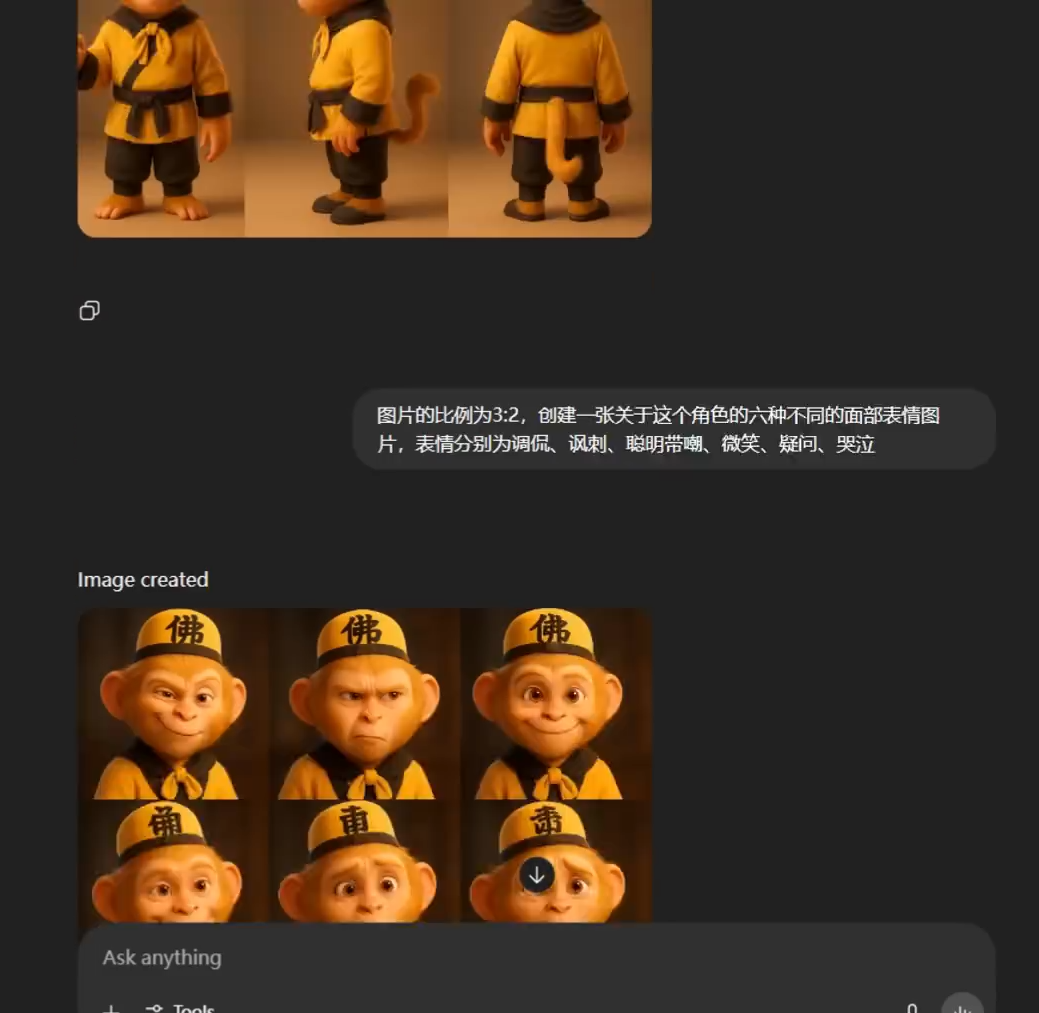 图片的比例为3:2，创建一张关于这个角色的六种不同的面部表情图
片，表情分别为调侃、讽刺、聪明带嘲、微笑、疑问、哭泣
Image created
佛 佛 佛
Ask anything
Tools